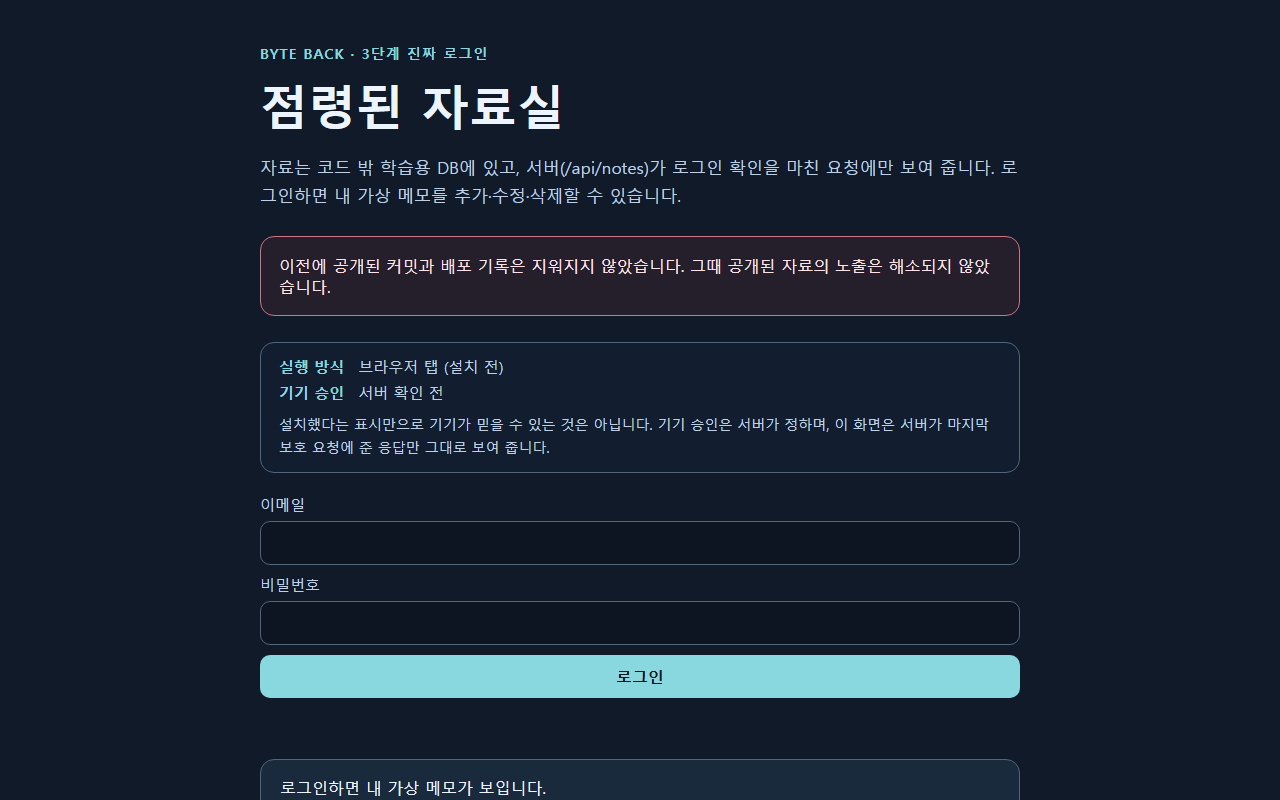 BYTE BACK · 3단계 진짜 로그인
점령된 자료실
자료는 코드 밖 학습용 DB에 있고, 서버(/api/notes)가 로그인 확인을 마친 요청에만 보여 줍니다. 로
그인하면 내 가상 메모를 추가·수정·삭제할 수 있습니다.
이전에 공개된 커밋과 배포 기록은 지워지지 않았습니다. 그때 공개된 자료의 노출은 해소되지 않았
습니다.
실행 방식 브라우저 탭 (설치 전)
기기 승인 서버 확인 전
설치했다는 표시만으로 기기가 믿을 수 있는 것은 아닙니다. 기기 승인은 서버가 정하며, 이 화면은 서버가 마지막
보호 요청에 준 응답만 그대로 보여 줍니다.
이메일
비밀번호
로그인
로그인하면 내 가상 메모가 보입니다.